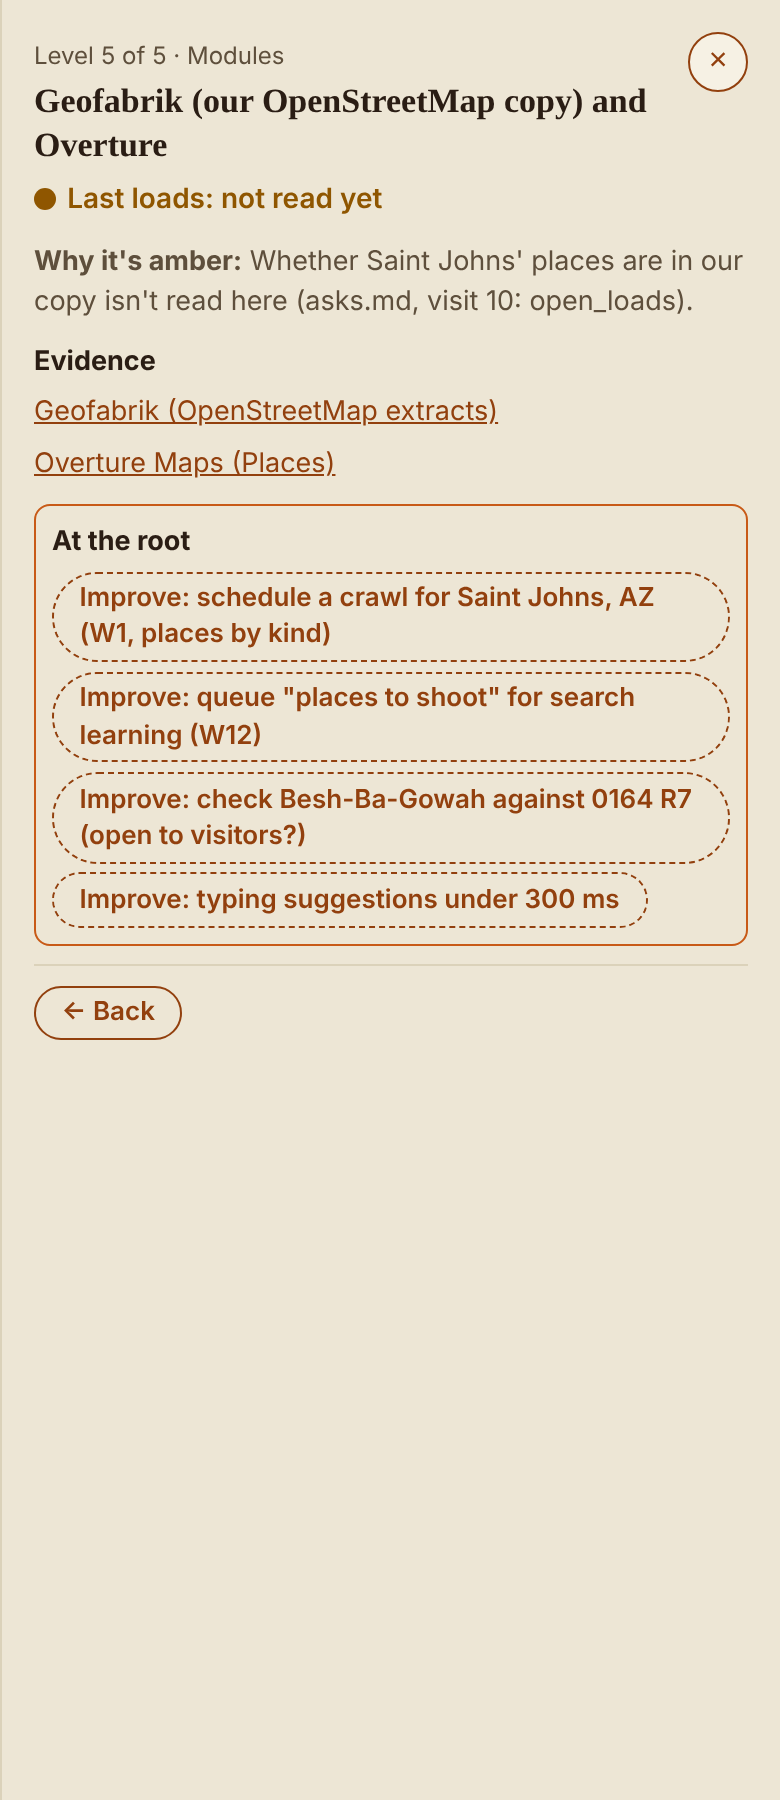 Level 5 of 5 · Modules
×
Geofabrik (our OpenStreetMap copy) and
Overture
Last loads: not read yet
Why it's amber: Whether Saint Johns' places are in our
copy isn't read here (asks.md, visit 10: open_loads).
Evidence
Geofabrik (OpenStreetMap extracts)
Overture Maps (Places)
At the root
Improve: schedule a crawl for Saint Johns, AZ
(W1, places by kind)
Improve: queue "places to shoot" for search
learning (W12)
Improve: check Besh-Ba-Gowah against 0164 R7
(open to visitors?)
Improve: typing suggestions under 300 ms
← Back